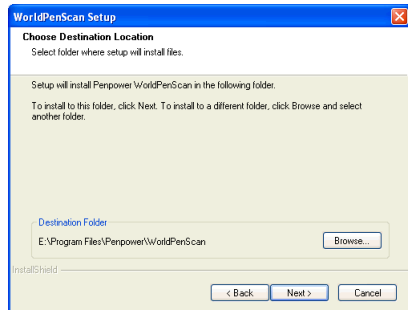 WorldPenScan Setup
Choose Destination Location
Select folder where setup will install files.
Setup will install Penpower WorldPenScan in the following folder.
To install to this folder, click Next. To install to a different folder, click Browse and select
another folder.
Destination Folder
E:\Program Files\Penpower\WorldPenScan
Browse...
InstallShield
< Back
Next >
Cancel